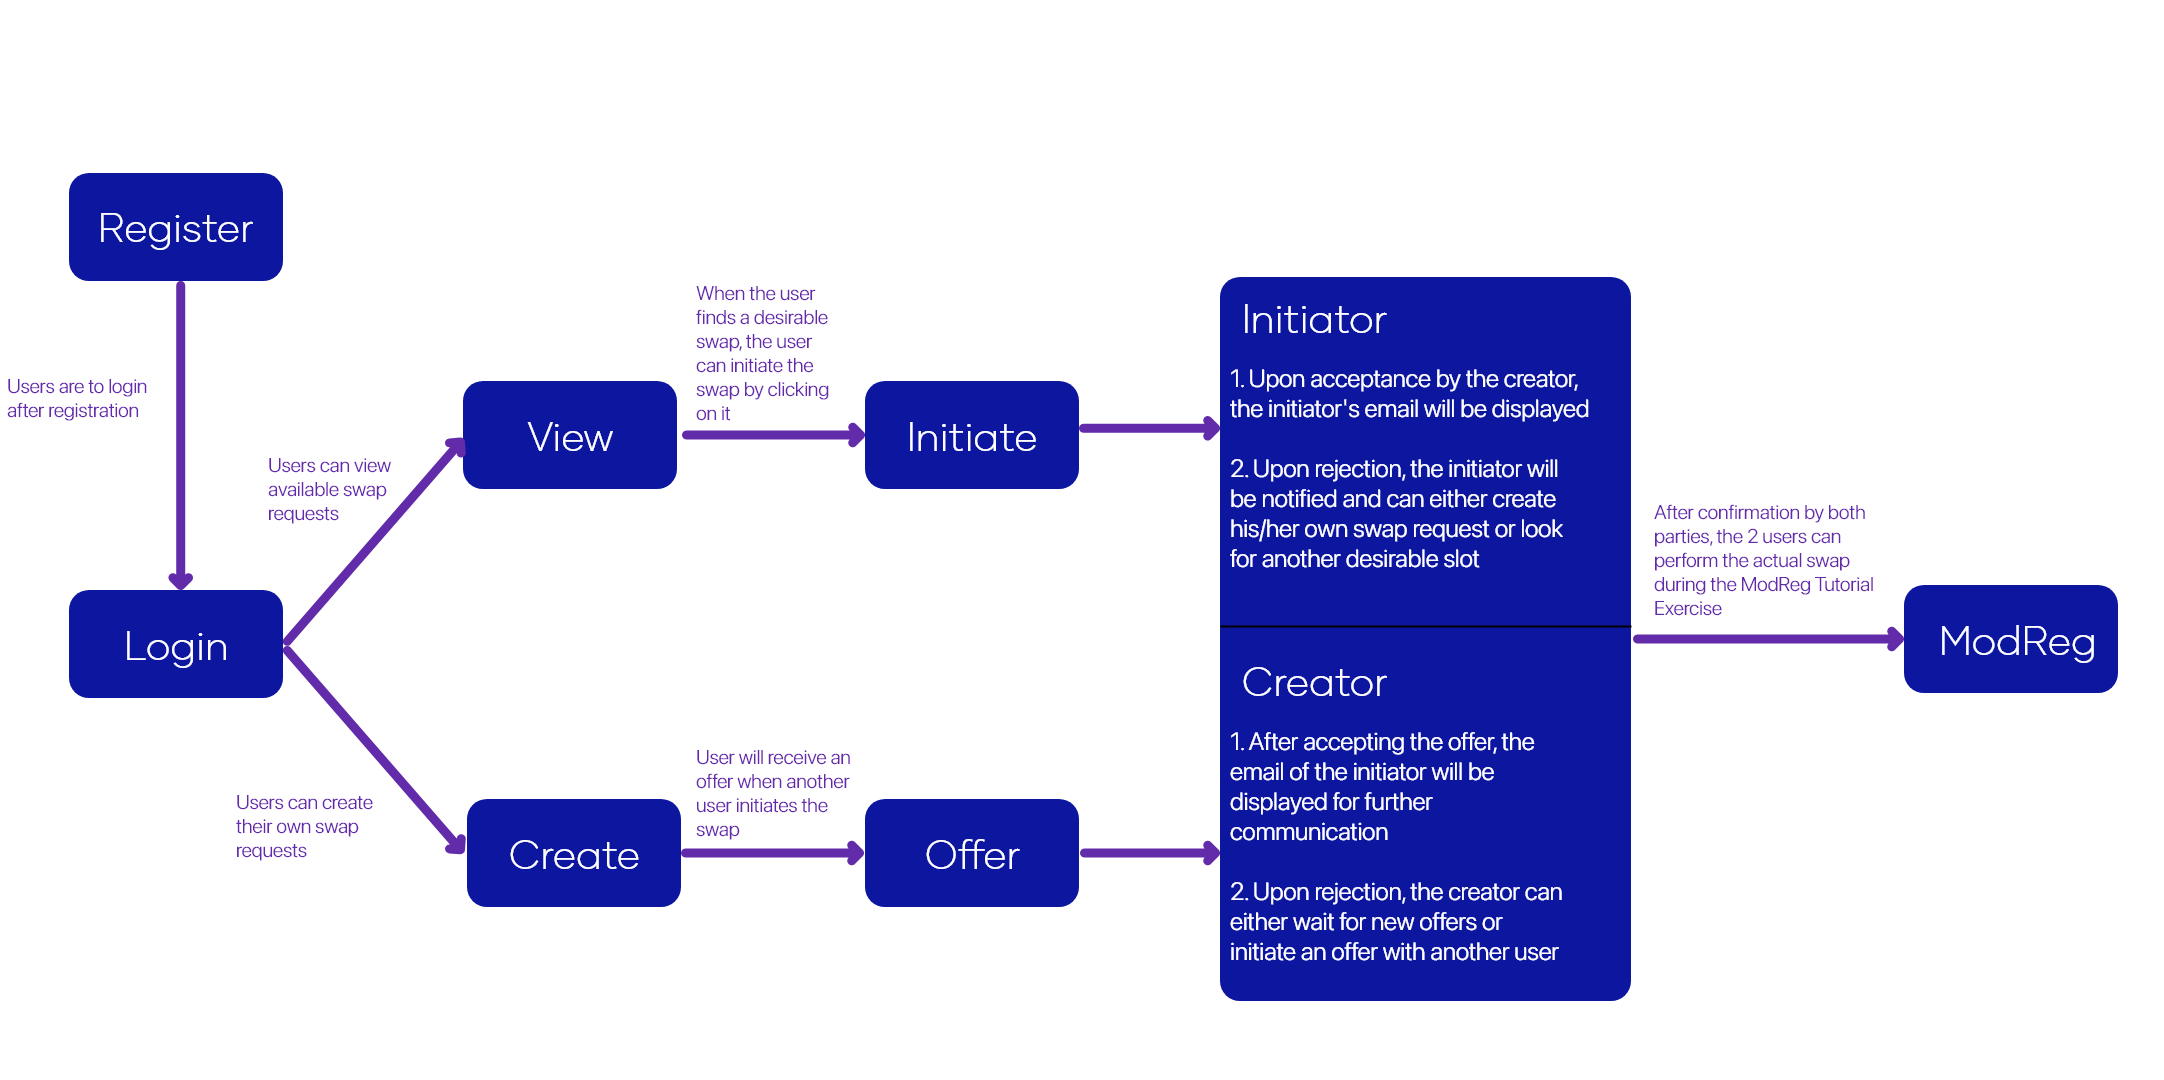 Register
Users are to login
after registration
Login
Users can view
available swap
requests
Users can create
their own swap
requests
View
When the user
finds a desirable
swap, the user
can initiate the
swap by clicking
on it
Initiate
Create
User will receive an
offer when another
user initiates the
swap
Offer
Initiator
1. Upon acceptance by the creator,
the initiator's email will be displayed
2. Upon rejection, the initiator will
be notified and can either create
his/her own swap request or look
for another desirable slot
Creator
1. After accepting the offer, the
email of the initiator will be
displayed for further
communication
2. Upon rejection, the creator can
either wait for new offers or
initiate an offer with another user
After confirmation by both
parties, the 2 users can
perform the actual swap
during the ModReg Tutorial
Exercise
ModReg